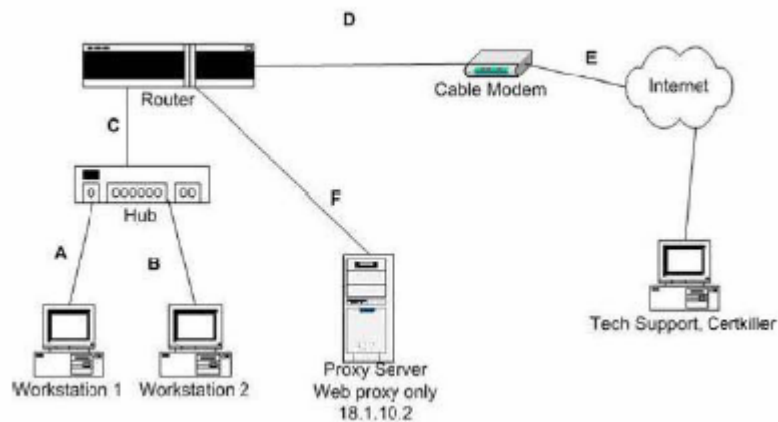 D
E
Internet
Router
Cable Modem
C
Hub
F
A
B
Tech Support, Certkiller
Workstation 1
Workstation 2
Proxy Server
Web proxy only
18.1.10.2